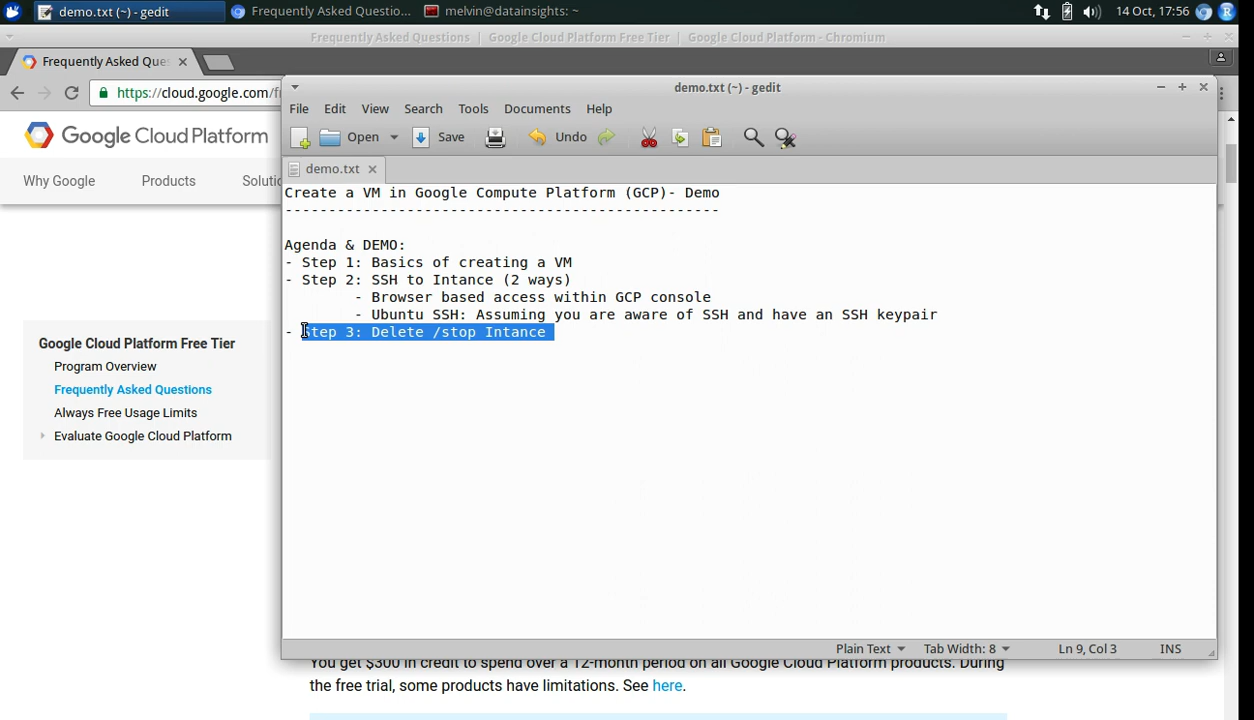 demo.txt (~) - gedit
Frequently Asked Questio...
melvin@datainsights: ~
14 Oct, 17:56
Frequently Asked Questions | Google Cloud Platform Free Tier | Google Cloud Platform - Chromium
Frequently Asked Ques
https://cloud.google.com/f
demo.txt (~) - gedit
File Edit View Search Tools Documents Help
Open Save Undo
Google Cloud Platform
demo.txt
Why Google Products Solutio
Create a VM in Google Compute Platform (GCP)- Demo
--------------------------------------------------
Agenda & DEMO:
- Step 1: Basics of creating a VM
- Step 2: SSH to Intance (2 ways)
- Browser based access within GCP console
- Ubuntu SSH: Assuming you are aware of SSH and have an SSH keypair
- Step 3: Delete /stop Intance
Google Cloud Platform Free Tier
Program Overview
Frequently Asked Questions
Always Free Usage Limits
Evaluate Google Cloud Platform
Plain Text Tab Width: 8 Ln 9, Col 3 INS
You get $300 in credit to spend over a 12-month period on all Google Cloud Platform products. During
the free trial, some products have limitations. See here.